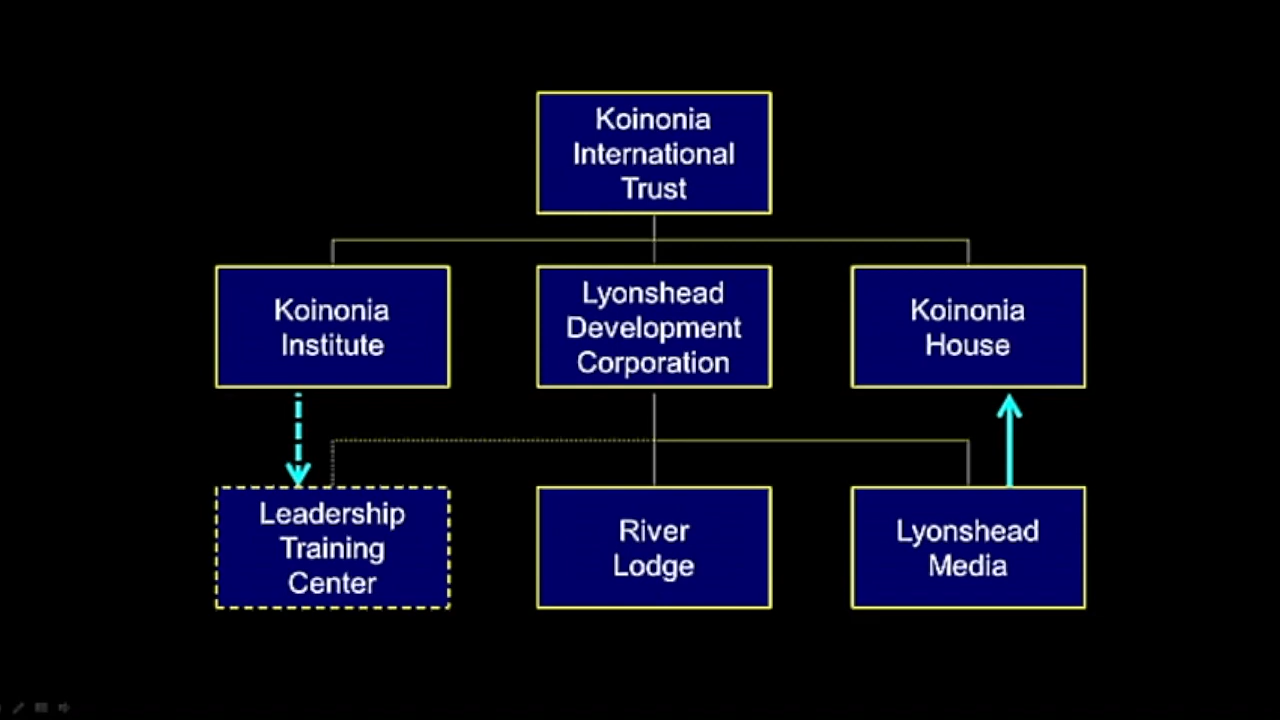 Koinonia
International
Trust
Koinonia
Institute
Lyonshead
Development
Corporation
Koinonia
House
Leadership
Training
Center
River
Lodge
Lyonshead
Media